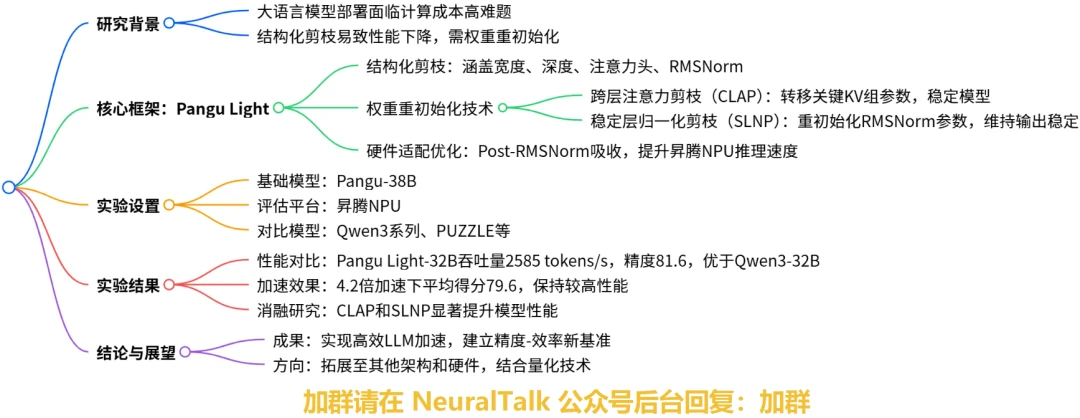 研究背景
大语言模型部署面临计算成本高难题
结构化剪枝易致性能下降，需权重重初始化
核心框架：Pangu Light
结构化剪枝：涵盖宽度、深度、注意力头、RMSNorm
权重重初始化技术
跨层注意力剪枝（CLAP）：转移关键KV组参数，稳定模型
稳定层归一化剪枝（SLNP）：重初始化RMSNorm参数，维持输出稳定
硬件适配优化：Post-RMSNorm吸收，提升昇腾NPU推理速度
实验设置
基础模型：Pangu-38B
评估平台：昇腾NPU
对比模型：Qwen3系列、PUZZLE等
实验结果
性能对比：Pangu Light-32B吞吐量2585 tokens/s，精度81.6，优于Qwen3-32B
加速效果：4.2倍加速下平均得分79.6，保持较高性能
消融研究：CLAP和SLNP显著提升模型性能
结论与展望
成果：实现高效LLM加速，建立精度-效率新基准
方向：拓展至其他架构和硬件，结合量化技术
加群请在 NeuralTalk 公众号后台回复：加群